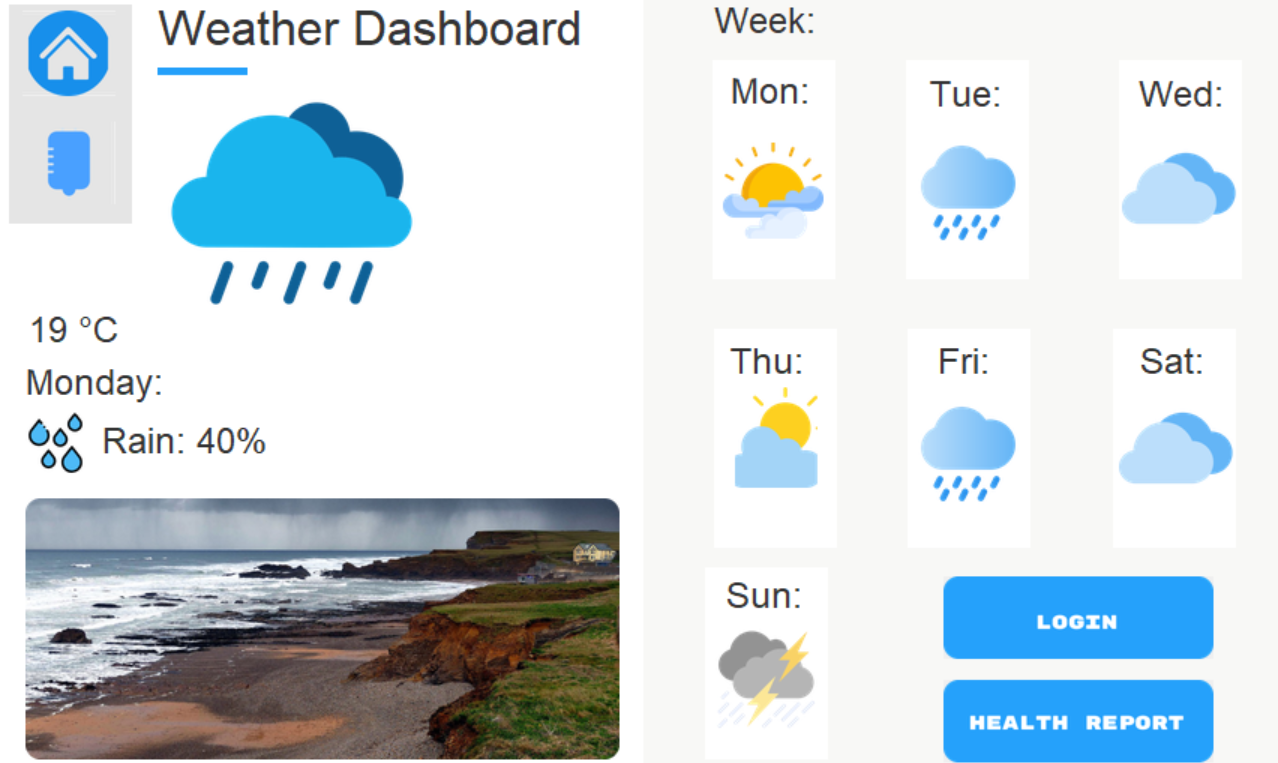 Weather Dashboard
19 °C
Monday:
Rain: 40%
Week:
Mon:
Tue:
Wed:
Thu:
Fri:
Sat:
Sun:
LOGIN
HEALTH REPORT